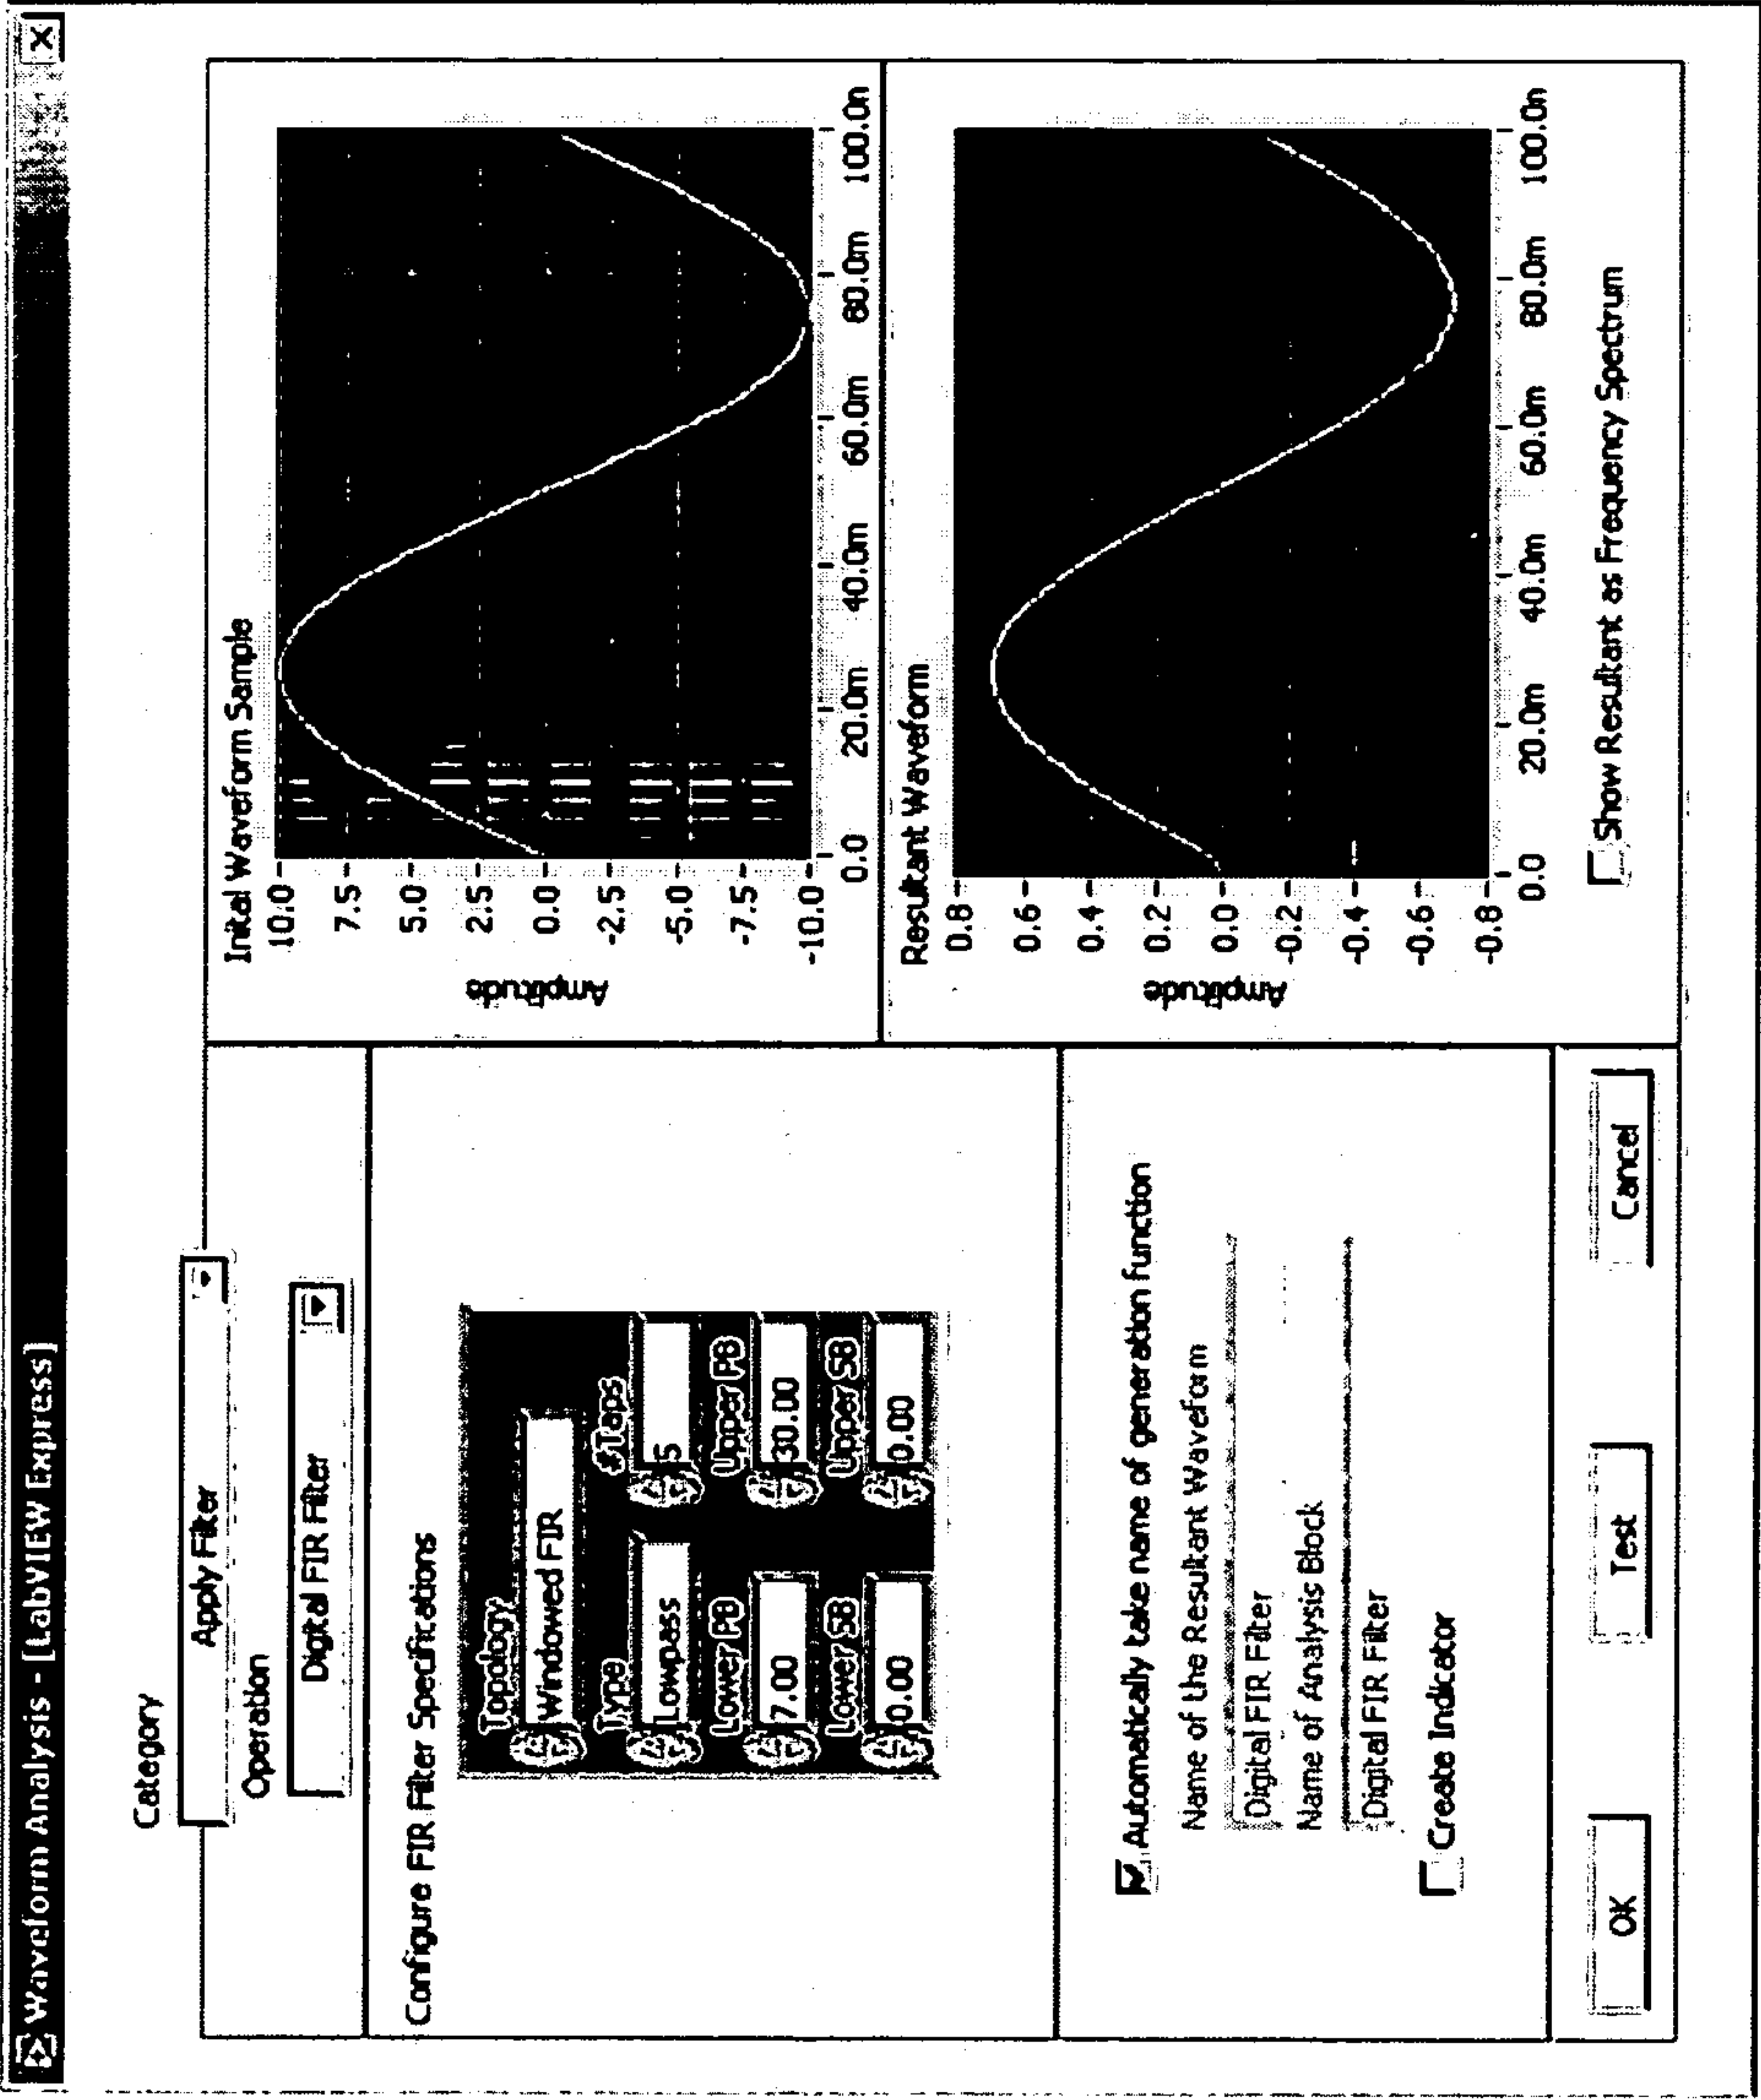 Waveform Analysis - [LabVIEW Express]
Category
Apply Filter
Operation
Digital FIR Filter
Configure FIR Filter Specifications
Topology
Windowed FIR
Type
#Taps
Lowpass
5
Lower PB
Upper PB
7.00
30.00
Lower SB
Upper SB
0.00
0.00
Automatically take name of generation function
Name of the Resultant Waveform
Digital FIR Filter
Name of Analysis Block
Digital FIR Filter
Create Indicator
OK
Test
Cancel
Inital Waveform Sample
Amplitude
10.0
7.5
5.0
2.5
0.0
-2.5
-5.0
-7.5
-10.0
0.0 20.0m 40.0m 60.0m 80.0m 100.0n
Resultant Waveform
Amplitude
0.8
0.6
0.4
0.2
0.0
-0.2
-0.4
-0.6
-0.8
0.0 20.0m 40.0m 60.0m 80.0m 100.0n
Show Resultant as Frequency Spectrum